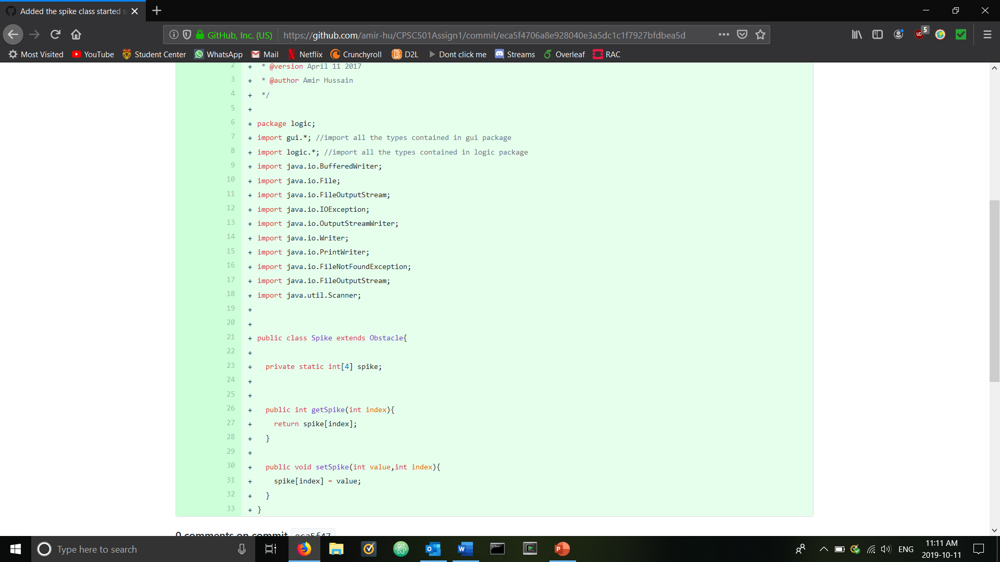 Added the spike class started s
GitHub, Inc. (US) https://github.com/amir-hu/CPSC501Assign1/commit/eca5f4706a8e928040e3a5dc1c1f7927bfdbea5d
5
Most Visited YouTube Student Center WhatsApp Mail Netflix Crunchyroll D2L Dont click me Streams Overleaf RAC
2 + * @version April 11 2017
3 + * @author Amir Hussain
4 + */
5 +
6 + package logic;
7 + import gui.*; //import all the types contained in gui package
8 + import logic.*; //import all the types contained in logic package
9 + import java.io.BufferedWriter;
10 + import java.io.File;
11 + import java.io.FileOutputStream;
12 + import java.io.IOException;
13 + import java.io.OutputStreamWriter;
14 + import java.io.Writer;
15 + import java.io.PrintWriter;
16 + import java.io.FileNotFoundException;
17 + import java.io.FileOutputStream;
18 + import java.util.Scanner;
19 +
20 +
21 + public class Spike extends Obstacle{
22 +
23 + private static int[4] spike;
24 +
25 +
26 + public int getSpike(int index){
27 + return spike[index];
28 + }
29 +
30 + public void setSpike(int value,int index){
31 + spike[index] = value;
32 + }
33 + }
0 comments on commit eca5f47
Type here to search
ENG
11:11 AM
2019-10-11